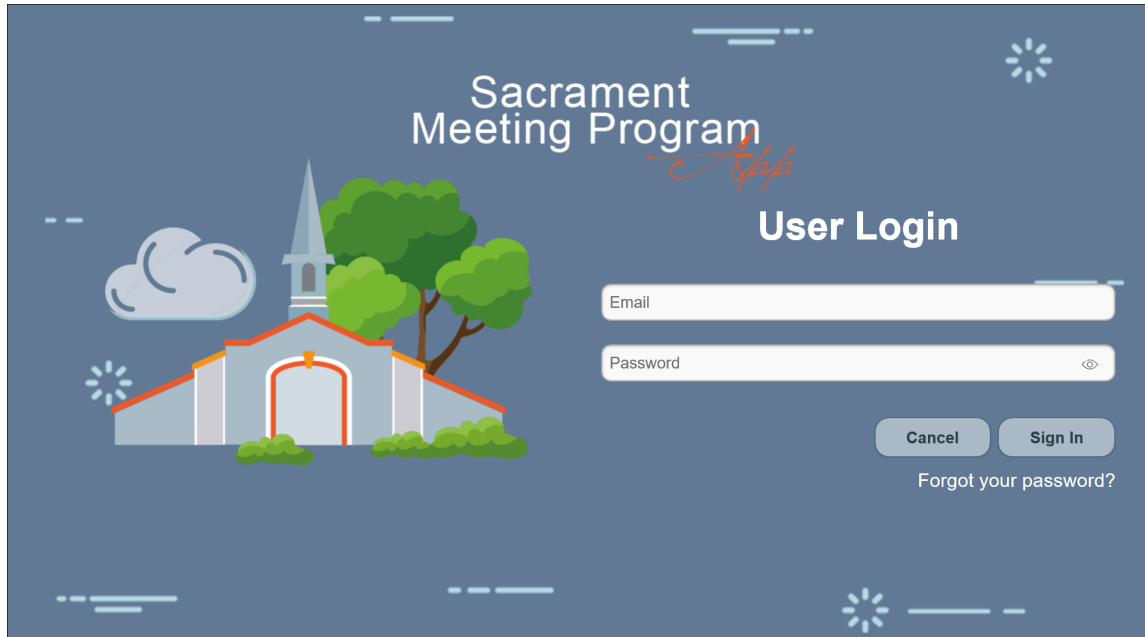 Sacrament
Meeting Program
App
User Login
Email
Password
Cancel
Sign In
Forgot your password?